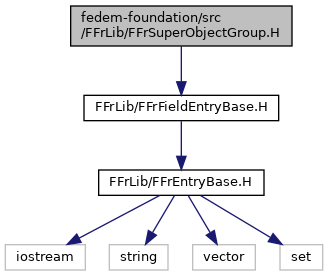 fedem-foundation/src
/FFrLib/FFrSuperObjectGroup.H
FFrLib/FFrFieldEntryBase.H
FFrLib/FFrEntryBase.H
iostream
string
vector
set